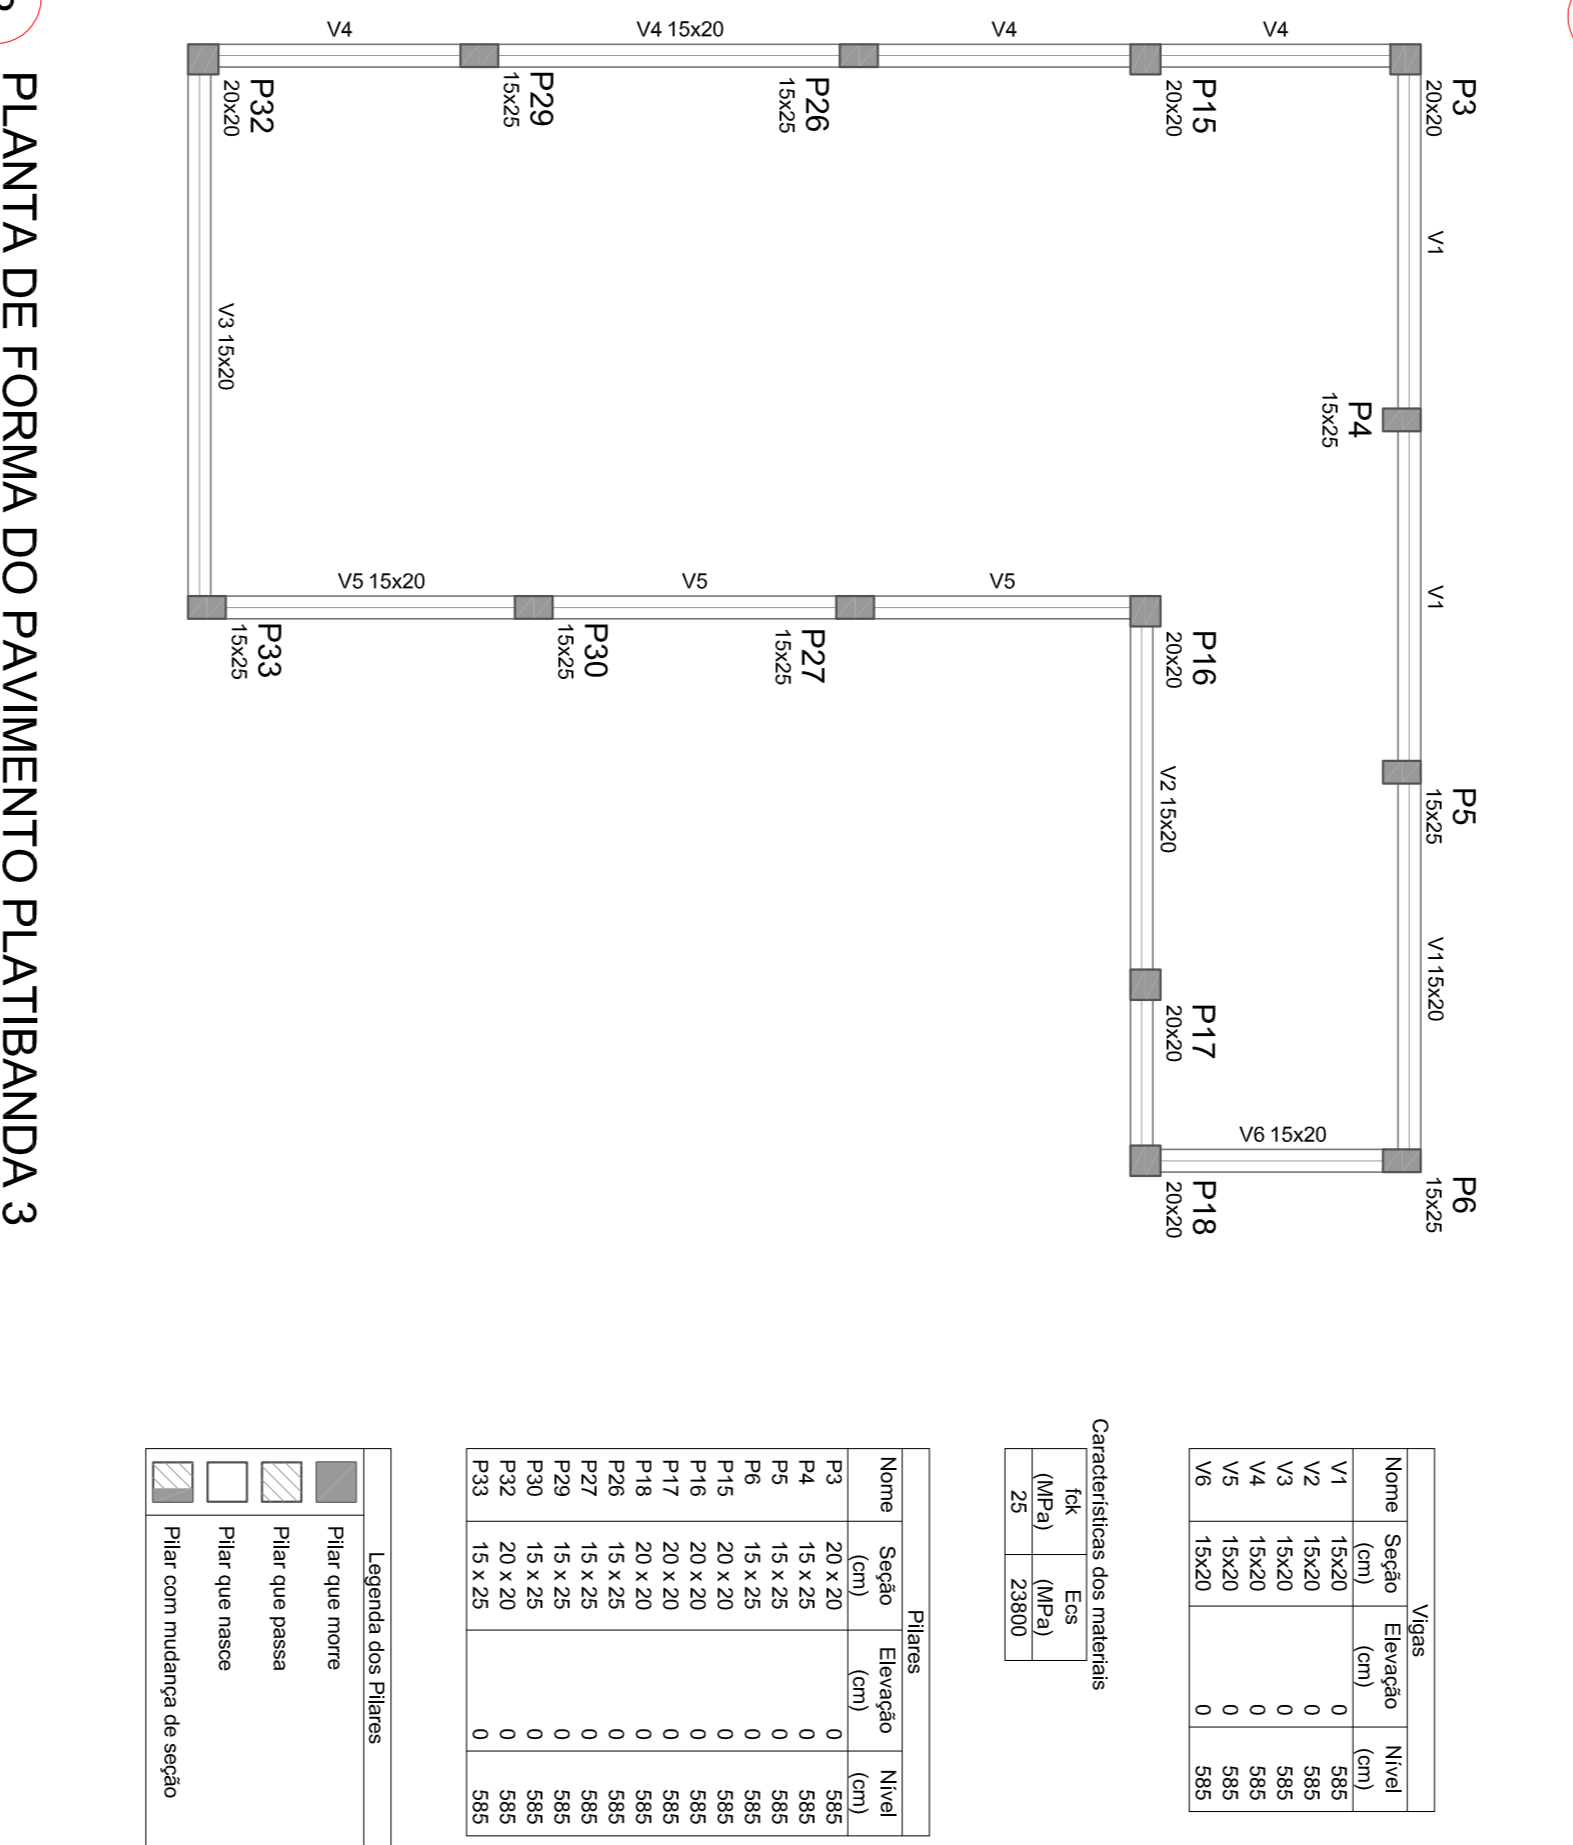 V4
V4 15x20
V4
V4
P3
20x20
P15
20x20
P26
15x25
P29
15x25
P32
20x20
V1
P4
15x25
V1
P5
15x25
V1 15x20
P6
15x25
V3 15x20
V5 15x20
V5
V5
P16
20x20
P27
15x25
P30
15x25
P33
15x25
V2 15x20
P17
20x20
V6 15x20
P18
20x20
PLANTA DE FORMA DO PAVIMENTO PLATIBANDA 3
Vigas
Nome Seção Elevação Nível
(cm) (cm) (cm)
V1 15x20 0 585
V2 15x20 0 585
V3 15x20 0 585
V4 15x20 0 585
V5 15x20 0 585
V6 15x20 0 585
Características dos materiais
fck Ecs
(MPa) (MPa)
25 23800
Pilares
Nome Seção Elevação Nível
(cm) (cm) (cm)
P3 20 x 20 0 585
P4 15 x 25 0 585
P5 15 x 25 0 585
P6 15 x 25 0 585
P15 20 x 20 0 585
P16 20 x 20 0 585
P17 20 x 20 0 585
P18 20 x 20 0 585
P26 15 x 25 0 585
P27 15 x 25 0 585
P29 15 x 25 0 585
P30 15 x 25 0 585
P32 20 x 20 0 585
P33 15 x 25 0 585
Legenda dos Pilares
Pilar que morre
Pilar que passa
Pilar que nasce
Pilar com mudança de seção